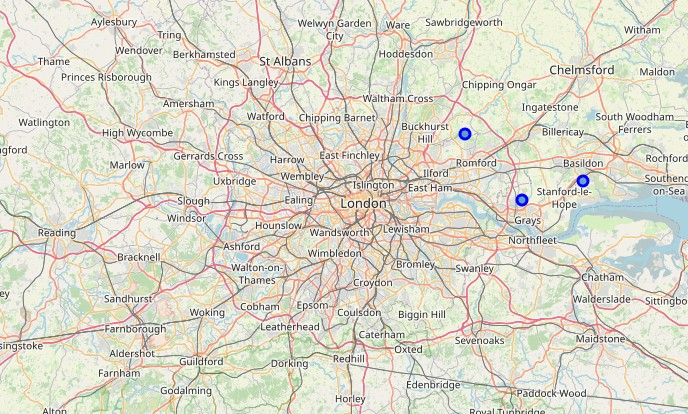 Aylesbury
Welwyn Garden
City
Ware
Sawbridgeworth
Tring
Witham
Wendover
Berkhamsted
Hoddesdon
Thame
St Albans
Chelmsford
Maldon
Princes Risborough
Kings Langley
Chipping Ongar
Amersham
Waltham Cross
Ingatestone
Watford
Chipping Barnet
South Woodham
Ferrers
Watlington
High Wycombe
Buckhurst
Hill
Billericay
Gerrards Cross
Harrow
East Finchley
Romford
Basildon
Rochford
Marlow
Uxbridge
Wembley
Islington
Ilford
East Ham
Southend-
on-Sea
Slough
Ealing
London
Stanford-le-
Hope
Windsor
Grays
Reading
Hounslow
Wandsworth
Lewisham
Northfleet
Ashford
Bracknell
Wimbledon
Walton-on-
Thames
Bromley
Swanley
Chatham
Sandhurst
Croydon
Walderslade
Cobham
Epsom
Woking
Coulsdon
Biggin Hill
Farnborough
Leatherhead
Caterham
Sevenoaks
Maidstone
Aldershot
Guildford
Redhill
Oxted
Farnham
Dorking
Godalming
Edenbridge
Horley
Paddock Wood
Alton
Royal Tunbridge